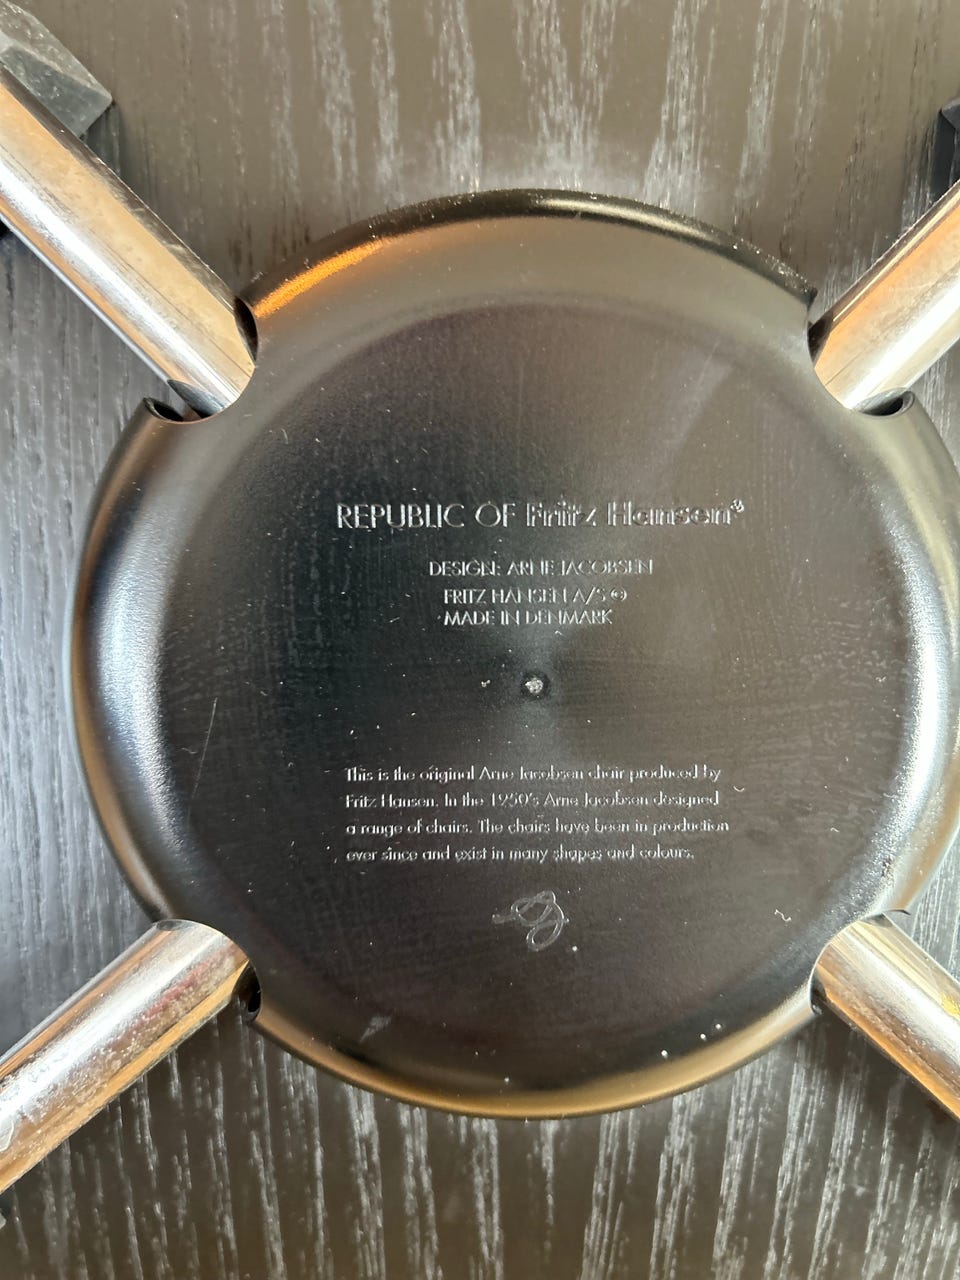 REPUBLIC OF Fritz Hansen®
DESIGN: ARNE JACOBSEN
FRITZ HANSEN A/S ©
MADE IN DENMARK
This is the original Arne Jacobsen chair produced by
Fritz Hansen. In the 1950's Arne Jacobsen designed
a range of chairs. The chairs have been in production
ever since and exist in many shapes and colours.